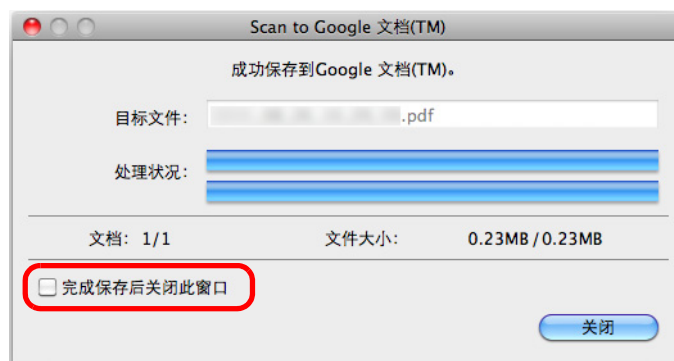 Scan to Google 文档(TM)
成功保存到Google 文档(TM)。
目标文件: .pdf
处理状况:
文档: 1/1 文件大小: 0.23MB/0.23MB
完成保存后关闭此窗口
关闭